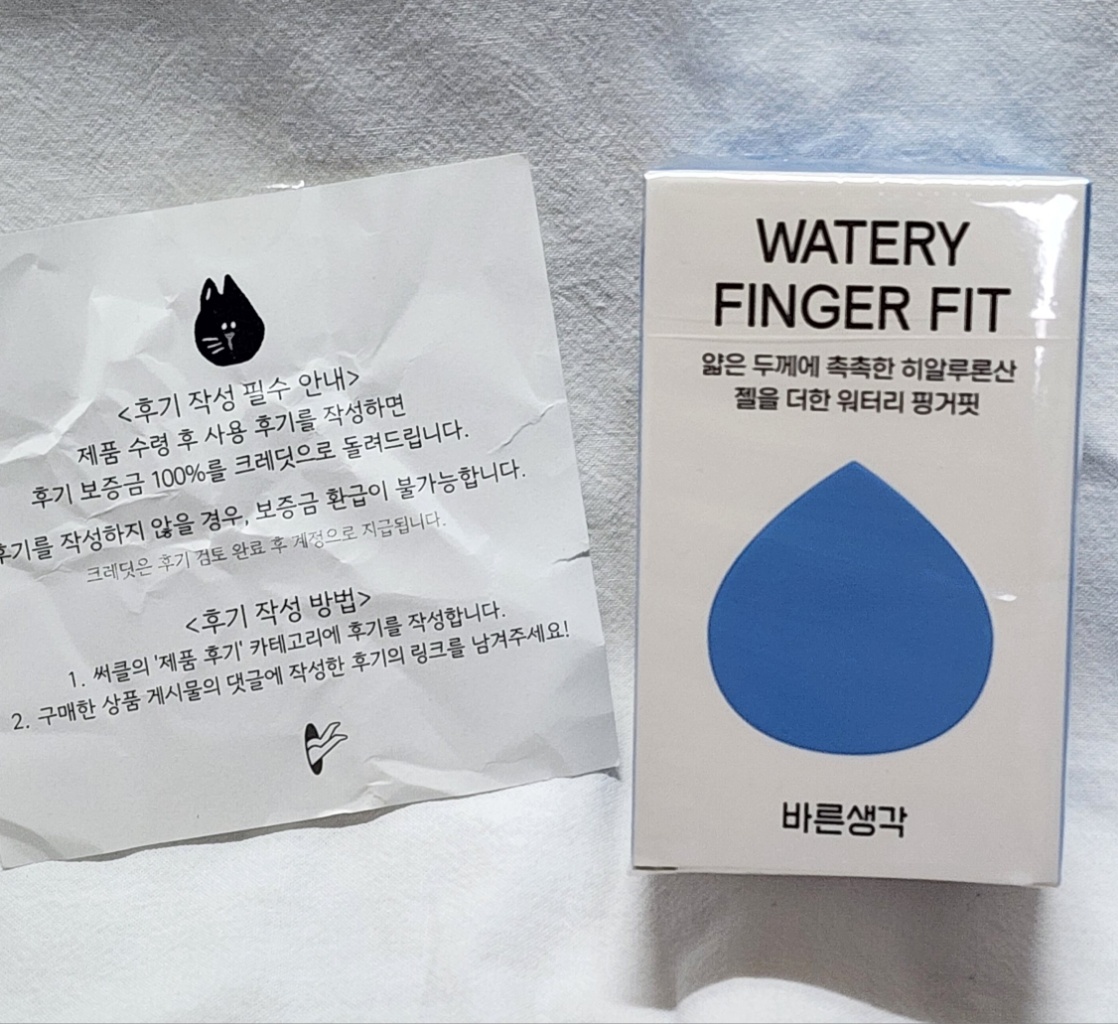 <후기 작성 필수 안내>
제품 수령 후 사용 후기를 작성하면
후기 보증금 100%를 크레딧으로 돌려드립니다.
후기를 작성하지 않을 경우, 보증금 환급이 불가능합니다.
크레딧은 후기 검토 완료 후 계정으로 지급됩니다.
<후기 작성 방법>
1. 써클의 '제품 후기' 카테고리에 후기를 작성합니다.
2. 구매한 상품 게시물의 댓글에 작성한 후기의 링크를 남겨주세요!
WATERY
FINGER FIT
얇은 두께에 촉촉한 히알루론산
젤을 더한 워터리 핑거핏
바른생각